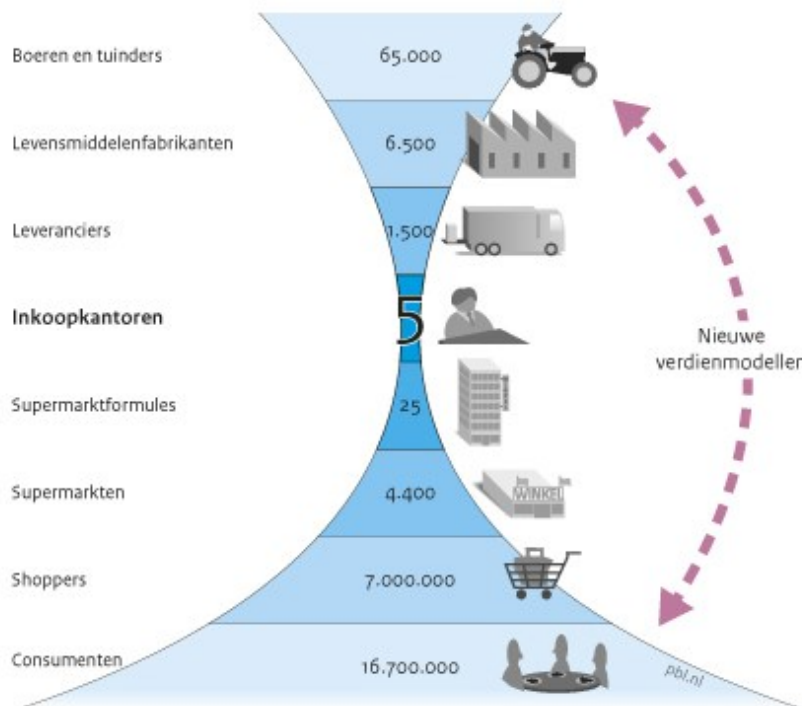 Boeren en tuinders 65.000
Levensmiddelenfabrikanten 6.500
Leveranciers 1.500
Inkoopkantoren 5
Nieuwe
verdienmodellen
Supermarktformules 25
Supermarkten 4.400
WINKEL
Shoppers 7.000.000
Consumenten 16.700.000
pbl.nl